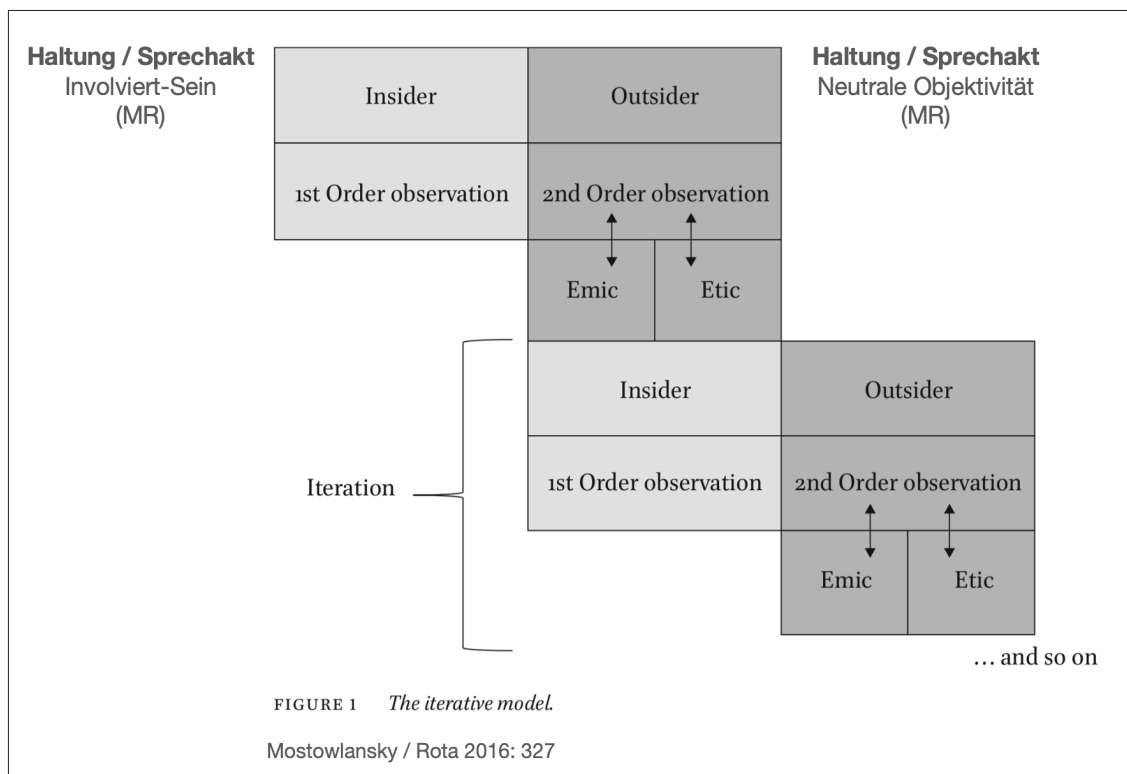 Haltung / Sprechakt
Involviert-Sein
(MR)
Insider
Outsider
Haltung / Sprechakt
Neutrale Objektivität
(MR)
1st Order observation
2nd Order observation
Emic
Etic
Insider
Outsider
Iteration
1st Order observation
2nd Order observation
Emic
Etic
... and so on
FIGURE 1 The iterative model.
Mostowlansky / Rota 2016: 327